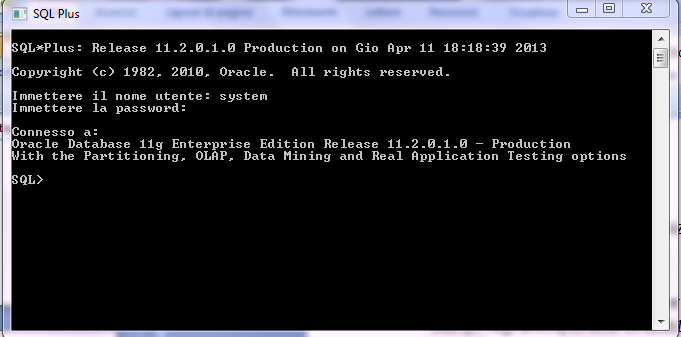 SQL Plus
SQL*Plus: Release 11.2.0.1.0 Production on Gio Apr 11 18:18:39 2013
Copyright (c) 1982, 2010, Oracle.  All rights reserved.
Immettere il nome utente: system
Immettere la password:
Connesso a:
Oracle Database 11g Enterprise Edition Release 11.2.0.1.0 - Production
With the Partitioning, OLAP, Data Mining and Real Application Testing options
SQL>